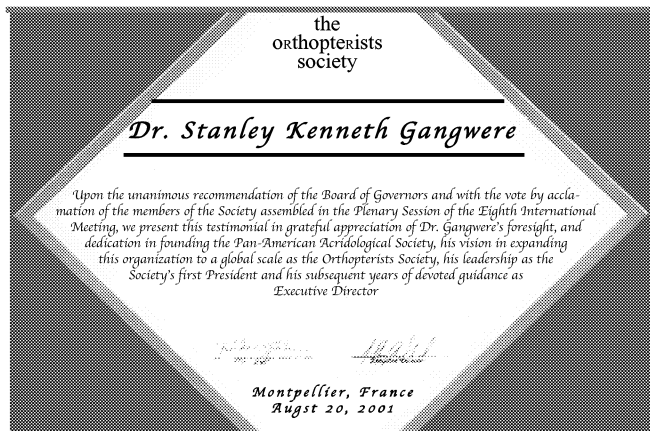 the
oRthopteRists
society
Dr. Stanley Kenneth Gangwere
Upon the unanimous recommendation of the Board of Governors and with the vote by accla-
mation of the members of the Society assembled in the Plenary Session of the Eighth International
Meeting, we present this testimonial in grateful appreciation of Dr. Gangwere's foresight, and
dedication in founding the Pan-American Acridological Society, his vision in expanding
this organization to a global scale as the Orthopterists Society, his leadership as the
Society's first President and his subsequent years of devoted guidance as
Executive Director
Montpellier, France
Augst 20, 2001